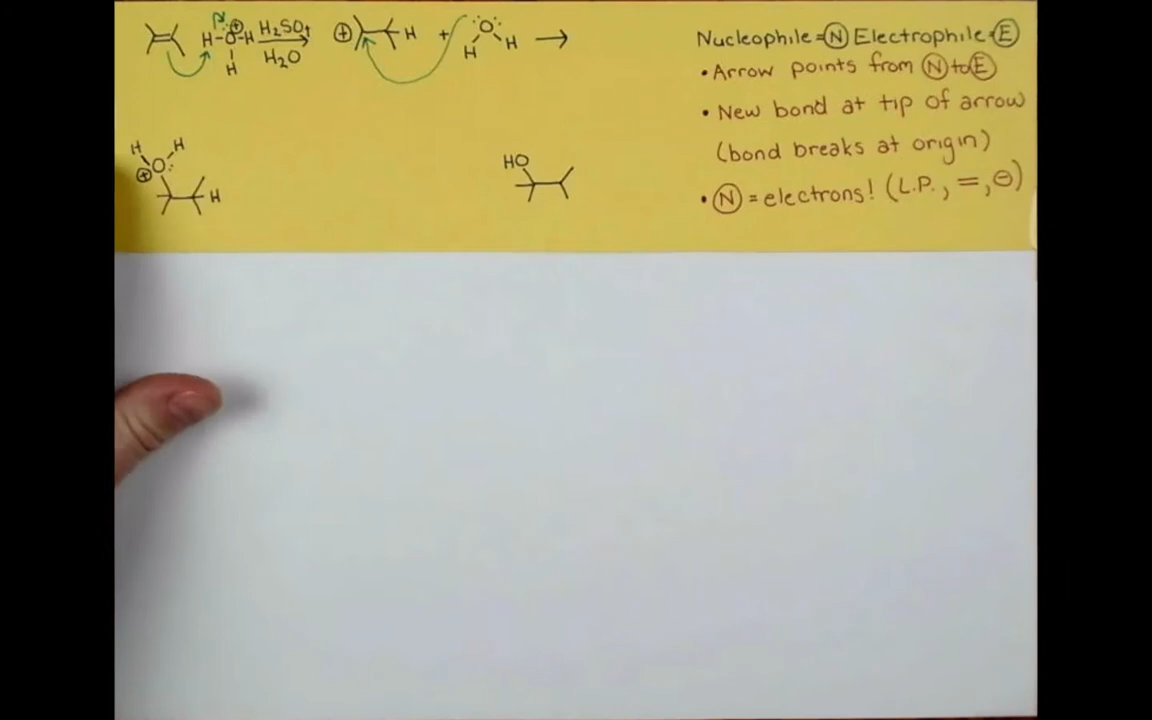 H-O-H ⊕ H H₂SO₄ H₂O ⊕ H + :O: H H →
H H O: ⊕ H
HO
Nucleophile=Ⓝ Electrophile=Ⓔ
• Arrow points from Ⓝ to Ⓔ
• New bond at tip of arrow
(bond breaks at origin)
• Ⓝ = electrons! (L.P., =, ⊖)